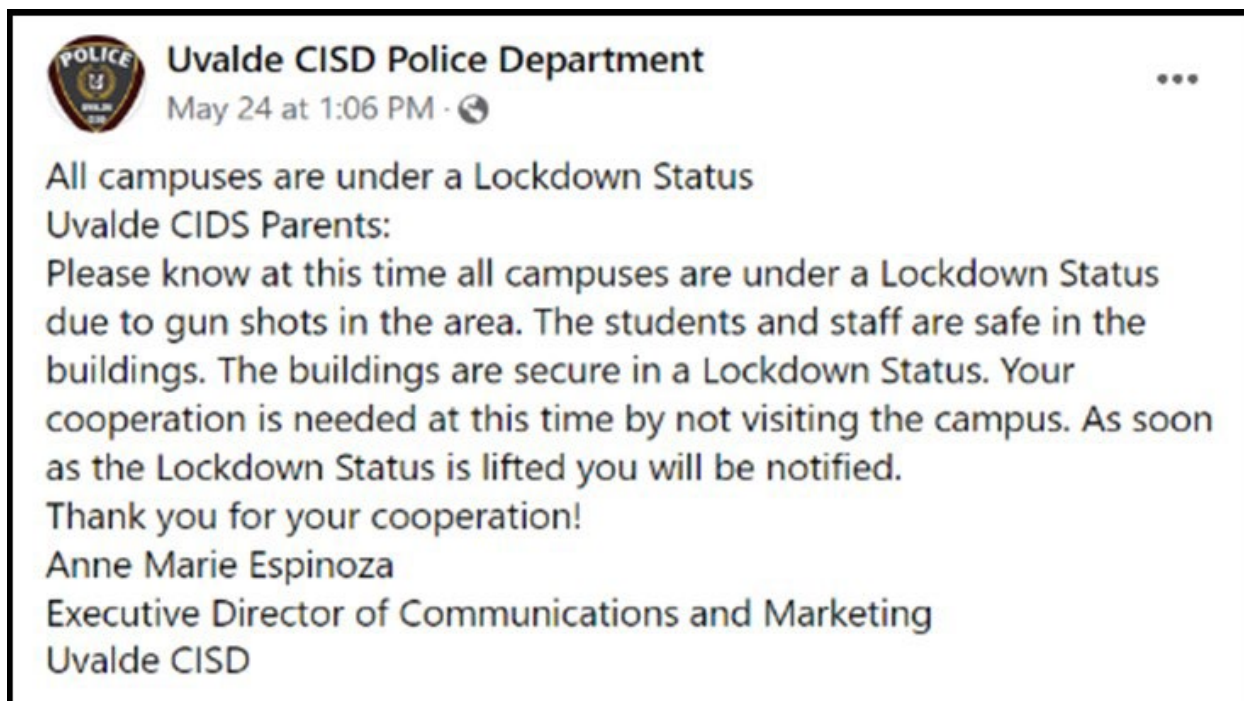 POLICE
Uvalde CISD Police Department
May 24 at 1:06 PM ·
All campuses are under a Lockdown Status
Uvalde CIDS Parents:
Please know at this time all campuses are under a Lockdown Status
due to gun shots in the area. The students and staff are safe in the
buildings. The buildings are secure in a Lockdown Status. Your
cooperation is needed at this time by not visiting the campus. As soon
as the Lockdown Status is lifted you will be notified.
Thank you for your cooperation!
Anne Marie Espinoza
Executive Director of Communications and Marketing
Uvalde CISD